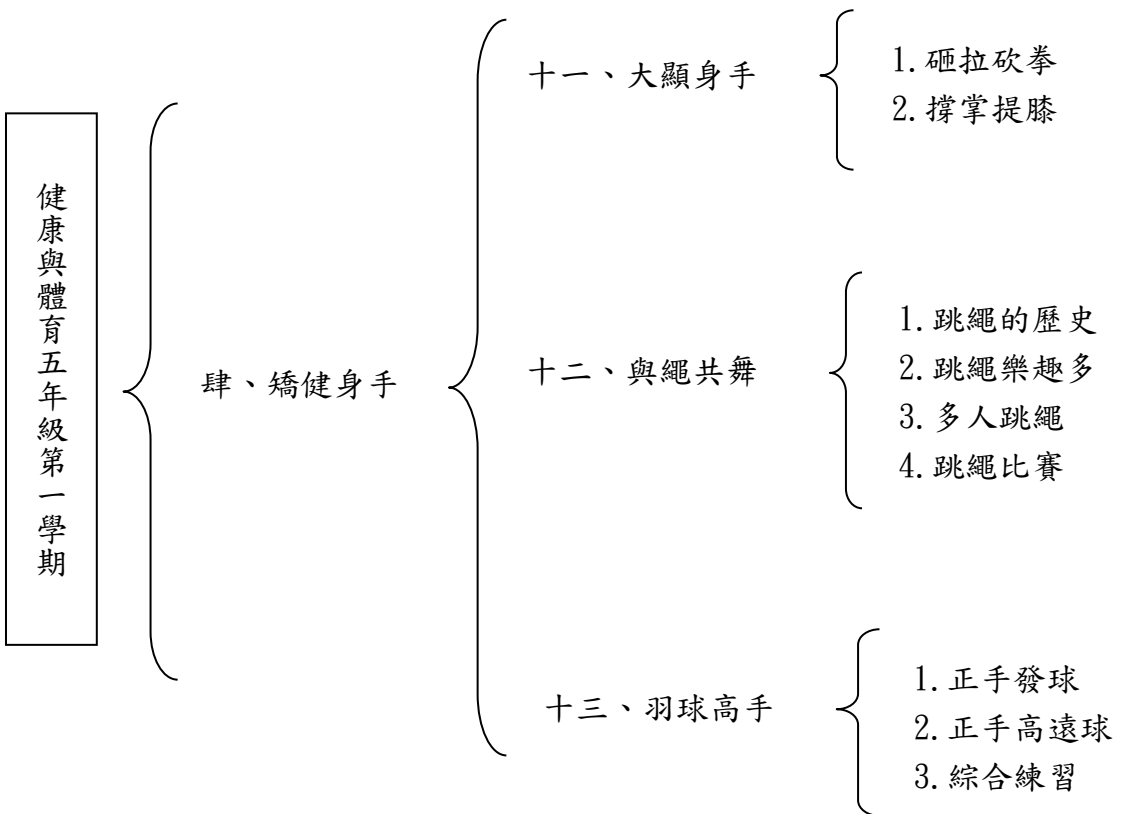 健康與體育五年級第一學期
肆、矯健身手
十一、大顯身手
1.砸拉砍拳
2.撐掌提膝
十二、與繩共舞
1.跳繩的歷史
2.跳繩樂趣多
3.多人跳繩
4.跳繩比賽
十三、羽球高手
1.正手發球
2.正手高遠球
3.綜合練習